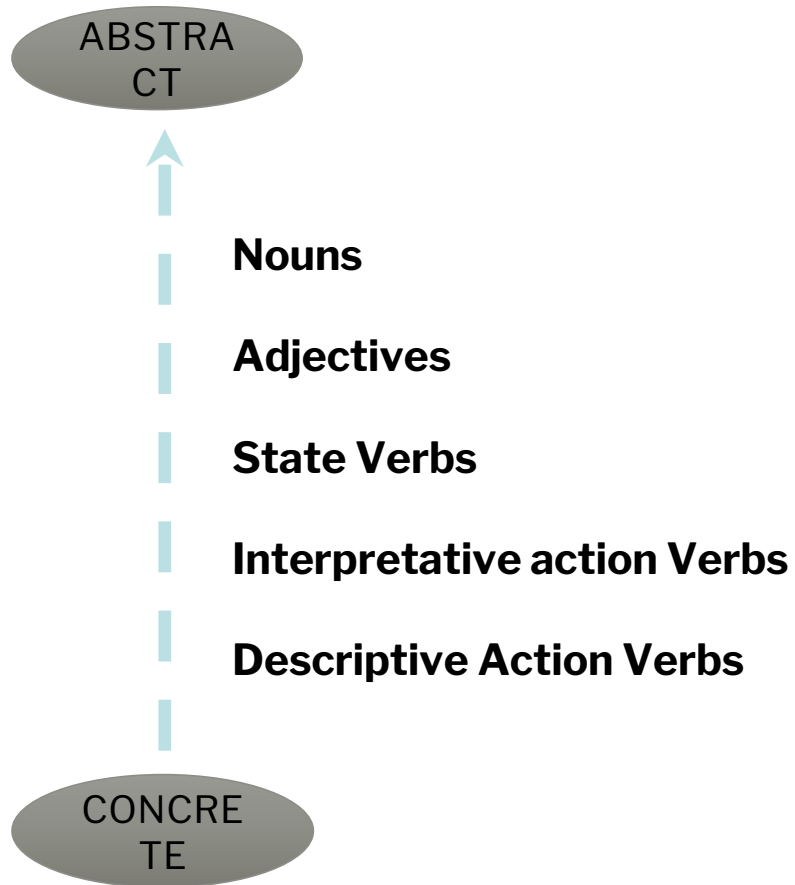 ABSTRA
CT
Nouns
Adjectives
State Verbs
Interpretative action Verbs
Descriptive Action Verbs
CONCRE
TE